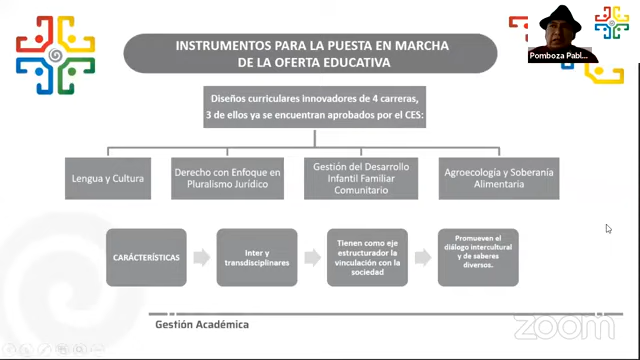 INSTRUMENTOS PARA LA PUESTA EN MARCHA
DE LA OFERTA EDUCATIVA
Pomboza Pabl...
Diseños curriculares innovadores de 4 carreras,
3 de ellos ya se encuentran aprobados por el CES:
Lengua y Cultura
Derecho con Enfoque en
Pluralismo Jurídico
Gestión del Desarrollo
Infantil Familiar
Comunitario
Agroecología y Soberanía
Alimentaria
CARÁCTERÍSTICAS
Inter y
transdisciplinares
Tienen como eje
estructurador la
vinculación con la
sociedad
Promueven el
diálogo intercultural
y de saberes
diversos.
Gestión Académica
zoom